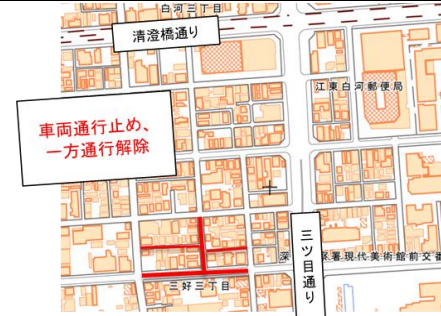 白河三丁目
清澄橋通り
江東白河郵便局
車両通行止め、
一方通行解除
三ツ目通り
深
署現代美術館前交番
三好三丁目